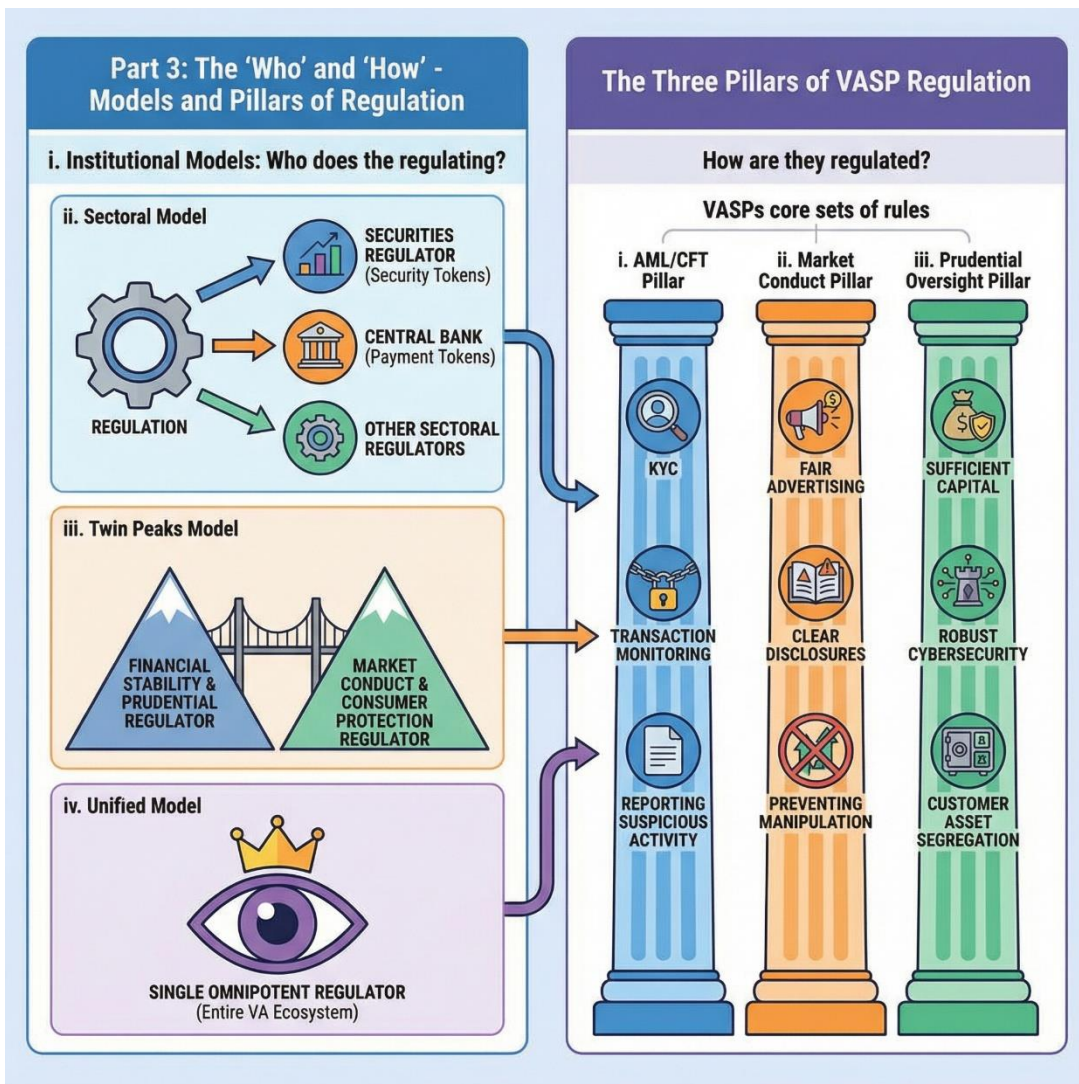 Part 3: The ‘Who’ and ‘How’ -
Models and Pillars of Regulation
i. Institutional Models: Who does the regulating?
ii. Sectoral Model
REGULATION
SECURITIES
REGULATOR
(Security Tokens)
CENTRAL BANK
(Payment Tokens)
OTHER SECTORAL
REGULATORS
iii. Twin Peaks Model
FINANCIAL
STABILITY &
PRUDENTIAL
REGULATOR
MARKET
CONDUCT &
CONSUMER
PROTECTION
REGULATOR
iv. Unified Model
SINGLE OMNIPOTENT REGULATOR
(Entire VA Ecosystem)
The Three Pillars of VASP Regulation
How are they regulated?
VASPs core sets of rules
i. AML/CFT
Pillar
KYC
TRANSACTION
MONITORING
REPORTING
SUSPICIOUS
ACTIVITY
ii. Market
Conduct Pillar
FAIR
ADVERTISING
CLEAR
DISCLOSURES
PREVENTING
MANIPULATION
iii. Prudential
Oversight Pillar
SUFFICIENT
CAPITAL
ROBUST
CYBERSECURITY
CUSTOMER
ASSET
SEGREGATION